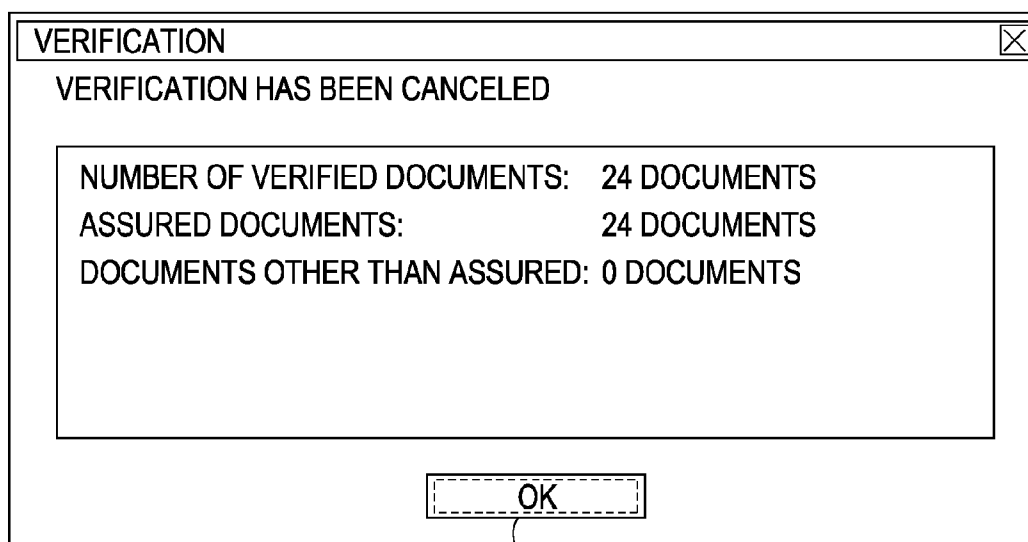 VERIFICATION
VERIFICATION HAS BEEN CANCELED
NUMBER OF VERIFIED DOCUMENTS: 24 DOCUMENTS
ASSURED DOCUMENTS: 24 DOCUMENTS
DOCUMENTS OTHER THAN ASSURED: 0 DOCUMENTS
OK